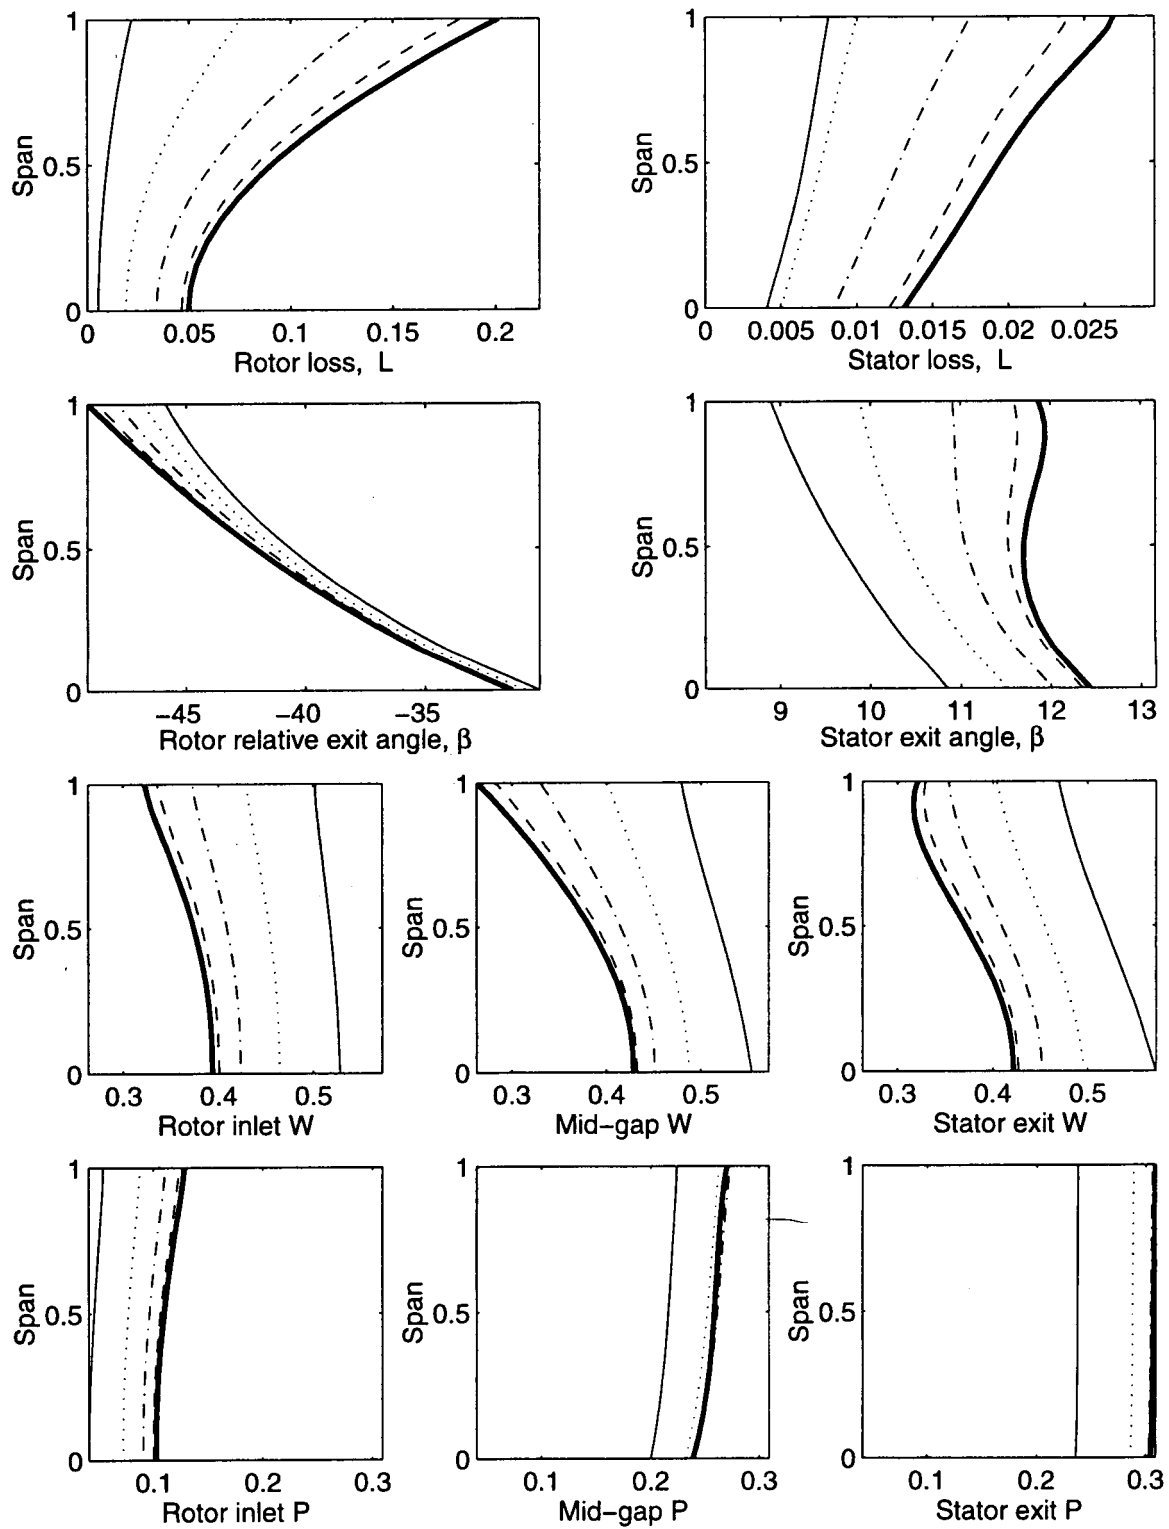 1
Span
0.5
0
0 0.05 0.1 0.15 0.2
Rotor loss, L
1
Span
0.5
0
0 0.005 0.01 0.015 0.02 0.025
Stator loss, L
1
Span
0.5
0
−45 −40 −35
Rotor relative exit angle, β
1
Span
0.5
0
9 10 11 12 13
Stator exit angle, β
1
Span
0.5
0
0.3 0.4 0.5
Rotor inlet W
1
Span
0.5
0
0.3 0.4 0.5
Mid−gap W
1
Span
0.5
0
0.3 0.4 0.5
Stator exit W
1
Span
0.5
0
0.1 0.2 0.3
Rotor inlet P
1
Span
0.5
0
0.1 0.2 0.3
Mid−gap P
1
Span
0.5
0
0.1 0.2 0.3
Stator exit P